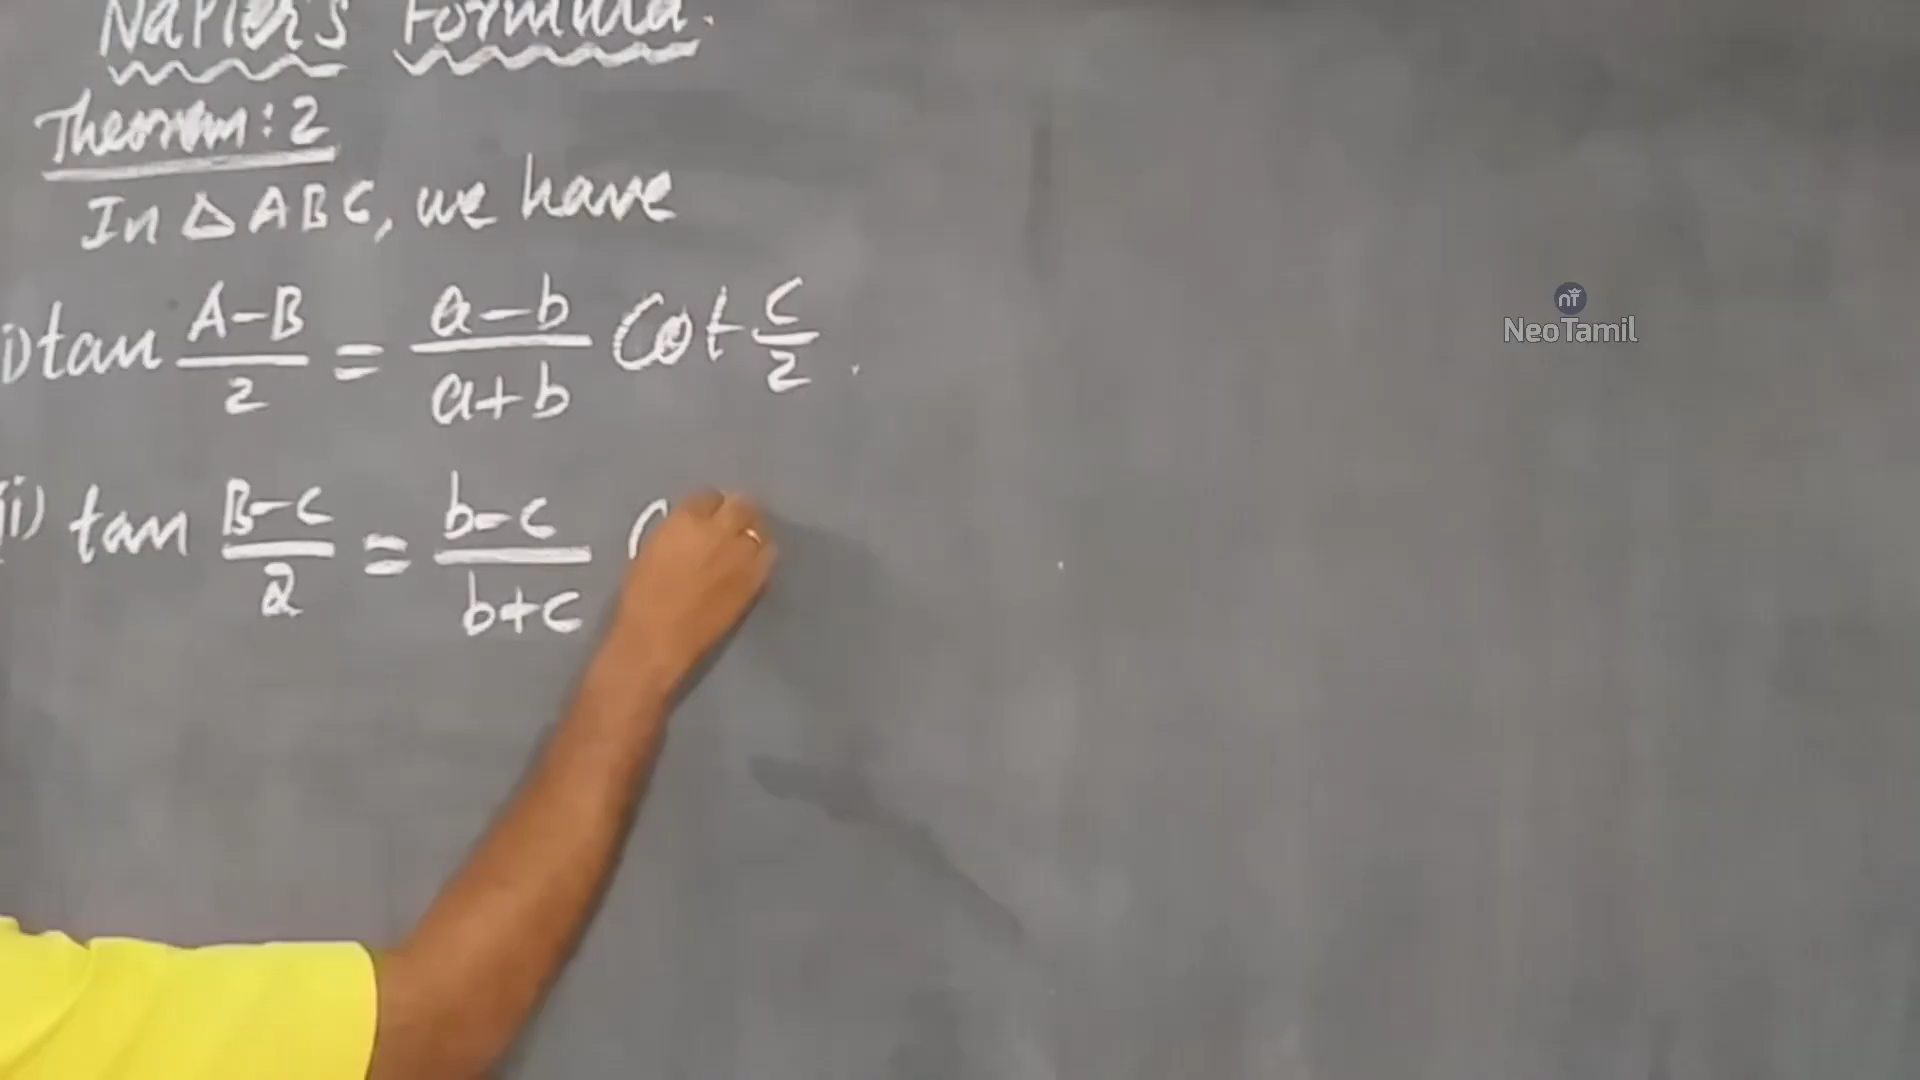 Napier's Formula.
Theorem: 2
In △ABC, we have
i) tan (A-B)/2 = (a-b)/(a+b) Cot C/2.
(ii) tan (B-C)/2 = (b-c)/(b+c) C
NeoTamil